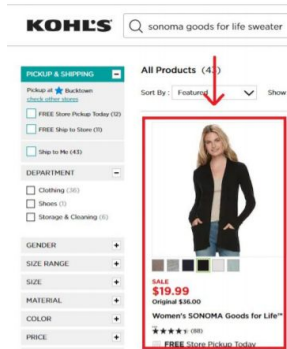 KOHL'S
sonoma goods for life sweater
PICKUP & SHIPPING
Pickup at Bucktown
check other stores
FREE Store Pickup Today (12)
FREE Ship to Store (11)
Ship to Me (43)
DEPARTMENT
Clothing (36)
Shoes (1)
Storage & Cleaning (6)
GENDER
SIZE RANGE
SIZE
MATERIAL
COLOR
PRICE
All Products (43)
Sort By : Featured
Show
SALE
$19.99
Original $36.00
Women's SONOMA Goods for Life™
(88)
FREE Store Pickup Today